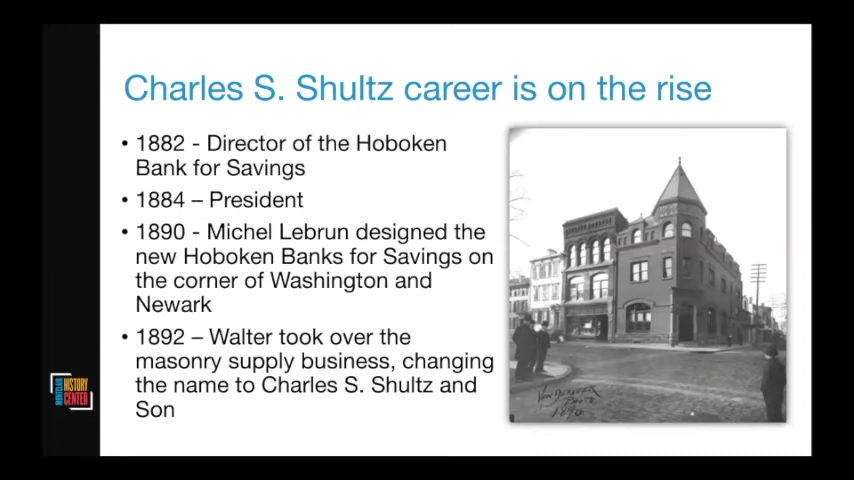 Charles S. Shultz career is on the rise
• 1882 - Director of the Hoboken
Bank for Savings
• 1884 – President
• 1890 - Michel Lebrun designed the
new Hoboken Banks for Savings on
the corner of Washington and
Newark
• 1892 – Walter took over the
masonry supply business, changing
the name to Charles S. Shultz and
Son
MONTCLAIR
HISTORY
CENTER
PHOTO
1890